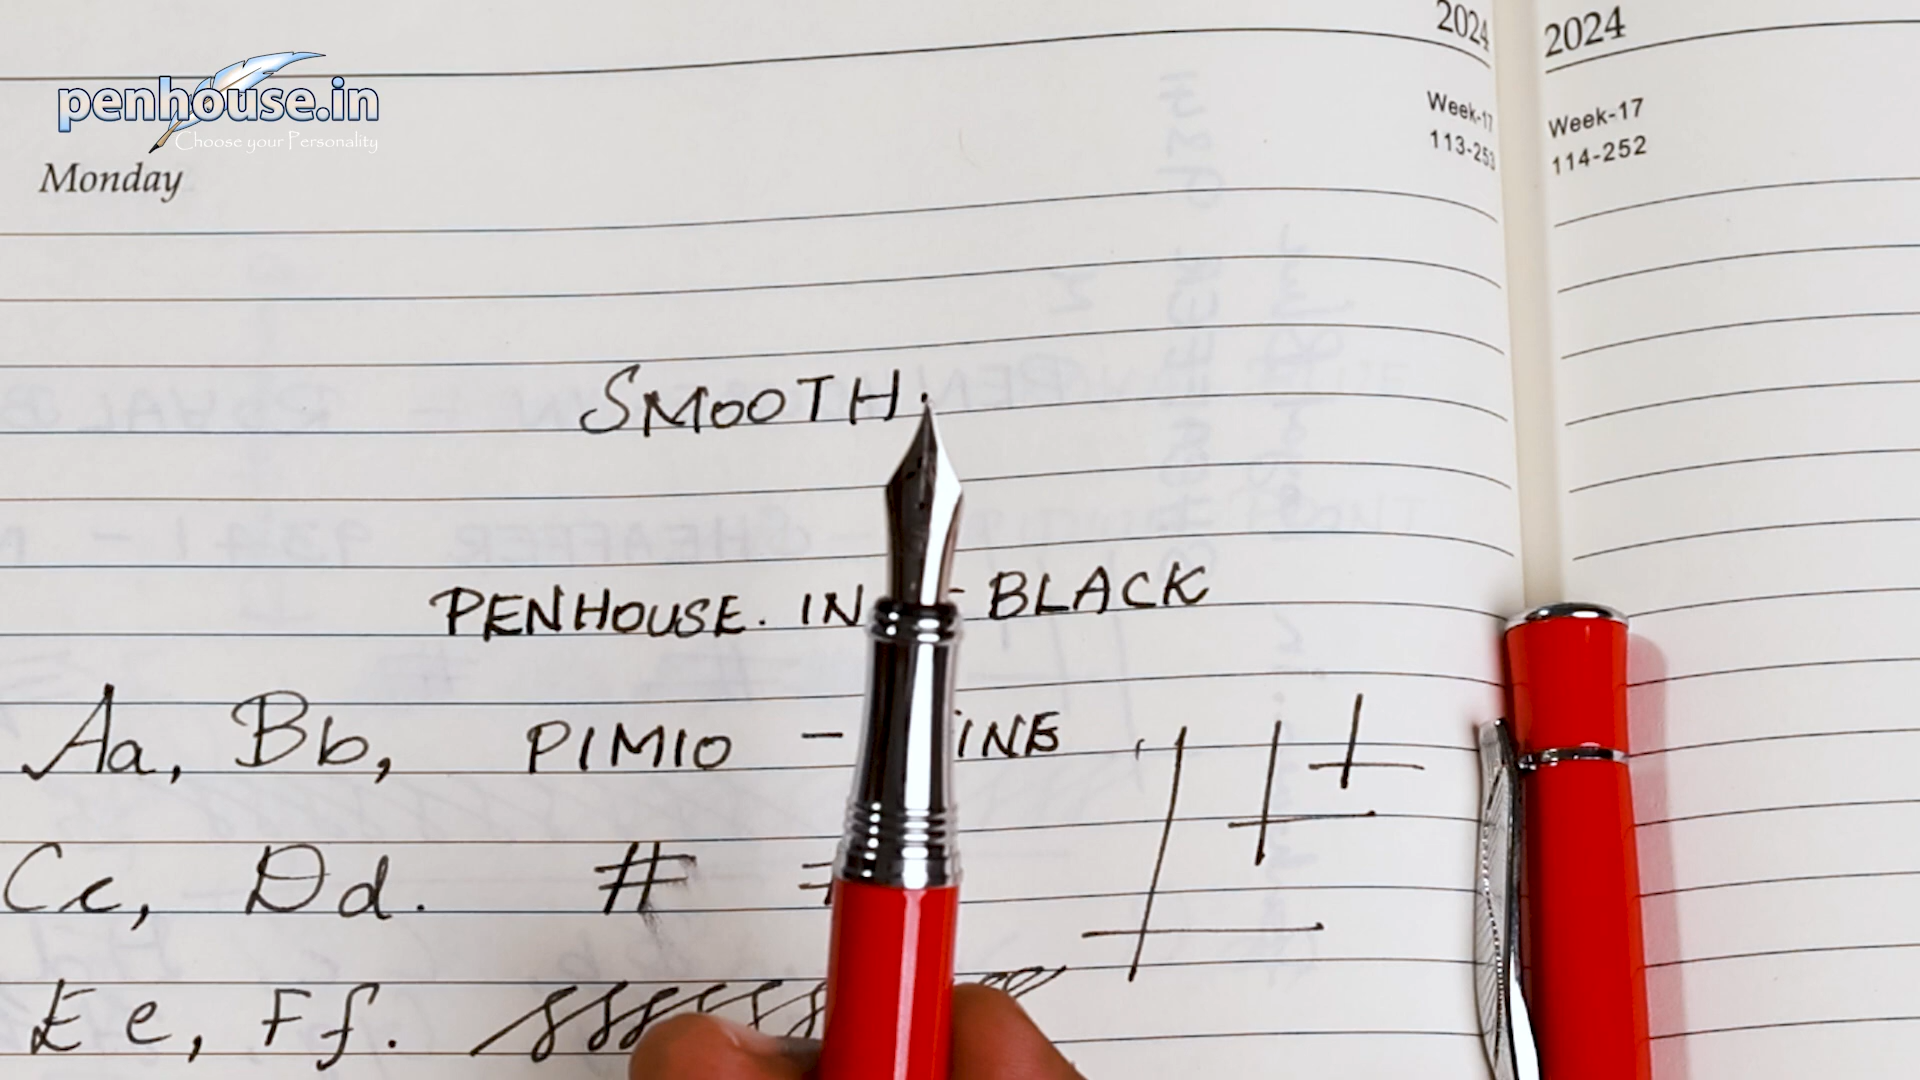 2024 2024
penhouse.in
Choose your Personality
Week-17 Week-17
113-253 114-252
Monday
SMOOTH.
PENHOUSE. IN - BLACK
Aa, Bb, PIMIO -
Cc, Dd. #
Ee, Ff.